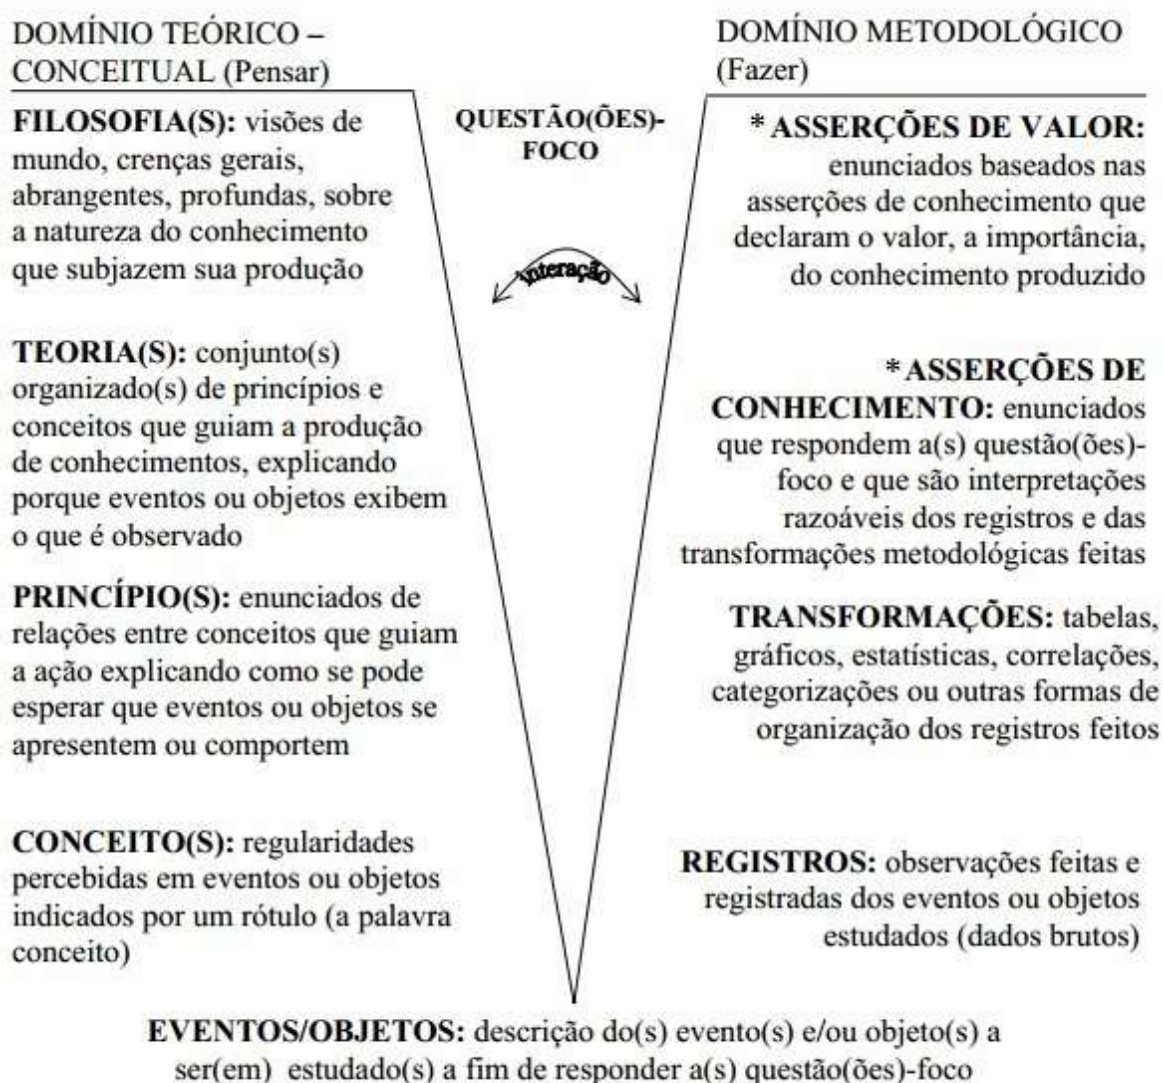 DOMÍNIO TEÓRICO –
CONCEITUAL (Pensar)
FILOSOFIA(S): visões de
mundo, crenças gerais,
abrangentes, profundas, sobre
a natureza do conhecimento
que subjazem sua produção
TEORIA(S): conjunto(s)
organizado(s) de princípios e
conceitos que guiam a produção
de conhecimentos, explicando
porque eventos ou objetos exibem
o que é observado
PRINCÍPIO(S): enunciados de
relações entre conceitos que guiam
a ação explicando como se pode
esperar que eventos ou objetos se
apresentem ou comportem
CONCEITO(S): regularidades
percebidas em eventos ou objetos
indicados por um rótulo (a palavra
conceito)
QUESTÃO(ÕES)-
FOCO
interação
DOMÍNIO METODOLÓGICO
(Fazer)
* ASSERÇÕES DE VALOR:
enunciados baseados nas
asserções de conhecimento que
declaram o valor, a importância,
do conhecimento produzido
* ASSERÇÕES DE
CONHECIMENTO: enunciados
que respondem a(s) questão(ões)-
foco e que são interpretações
razoáveis dos registros e das
transformações metodológicas feitas
TRANSFORMAÇÕES: tabelas,
gráficos, estatísticas, correlações,
categorizações ou outras formas de
organização dos registros feitos
REGISTROS: observações feitas e
registradas dos eventos ou objetos
estudados (dados brutos)
EVENTOS/OBJETOS: descrição do(s) evento(s) e/ou objeto(s) a
ser(em) estudado(s) a fim de responder a(s) questão(ões)-foco